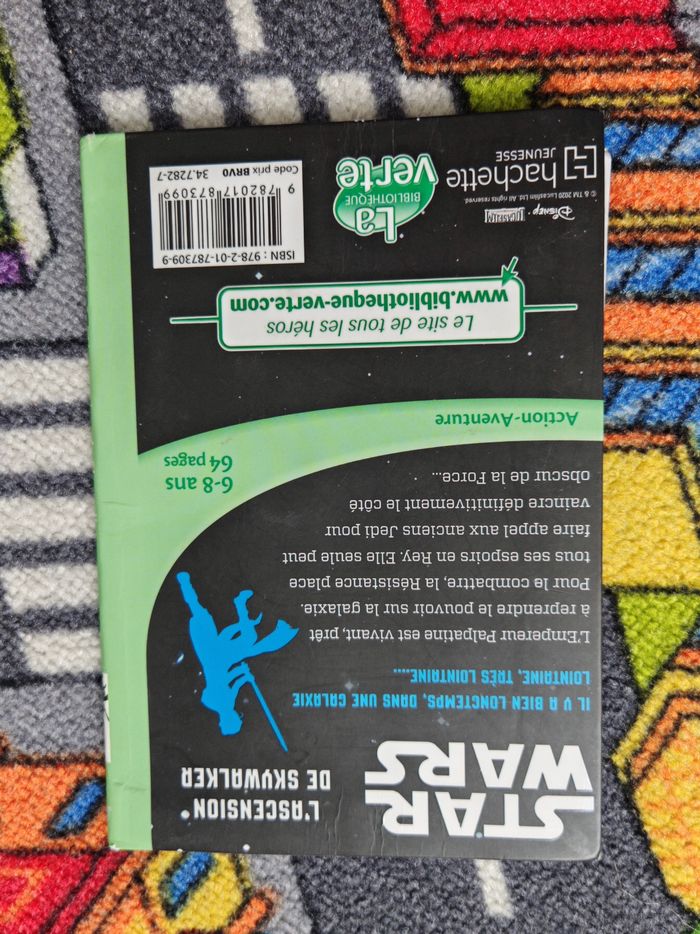 STAR
WARS
L'ASCENSION
DE SKYWALKER
IL Y A BIEN LONGTEMPS, DANS UNE GALAXIE
LOINTAINE, TRÈS LOINTAINE....
L'Empereur Palpatine est vivant, prêt
à reprendre le pouvoir sur la galaxie.
Pour le combattre, la Résistance place
tous ses espoirs en Rey. Elle seule peut
faire appel aux anciens Jedi pour
vaincre définitivement le côté
obscur de la Force...
6-8 ans
64 pages
Action-Aventure
Le site de tous les héros
www.bibliotheque-verte.com
DISNEY · LUCASFILM
© & TM 2020 Lucasfilm Ltd. All rights reserved.
hachette
JEUNESSE
La
BIBLIOTHÈQUE
verte
ISBN : 978-2-01-787309-9
9 782017 873099
34.7282-7
Code prix BRV0